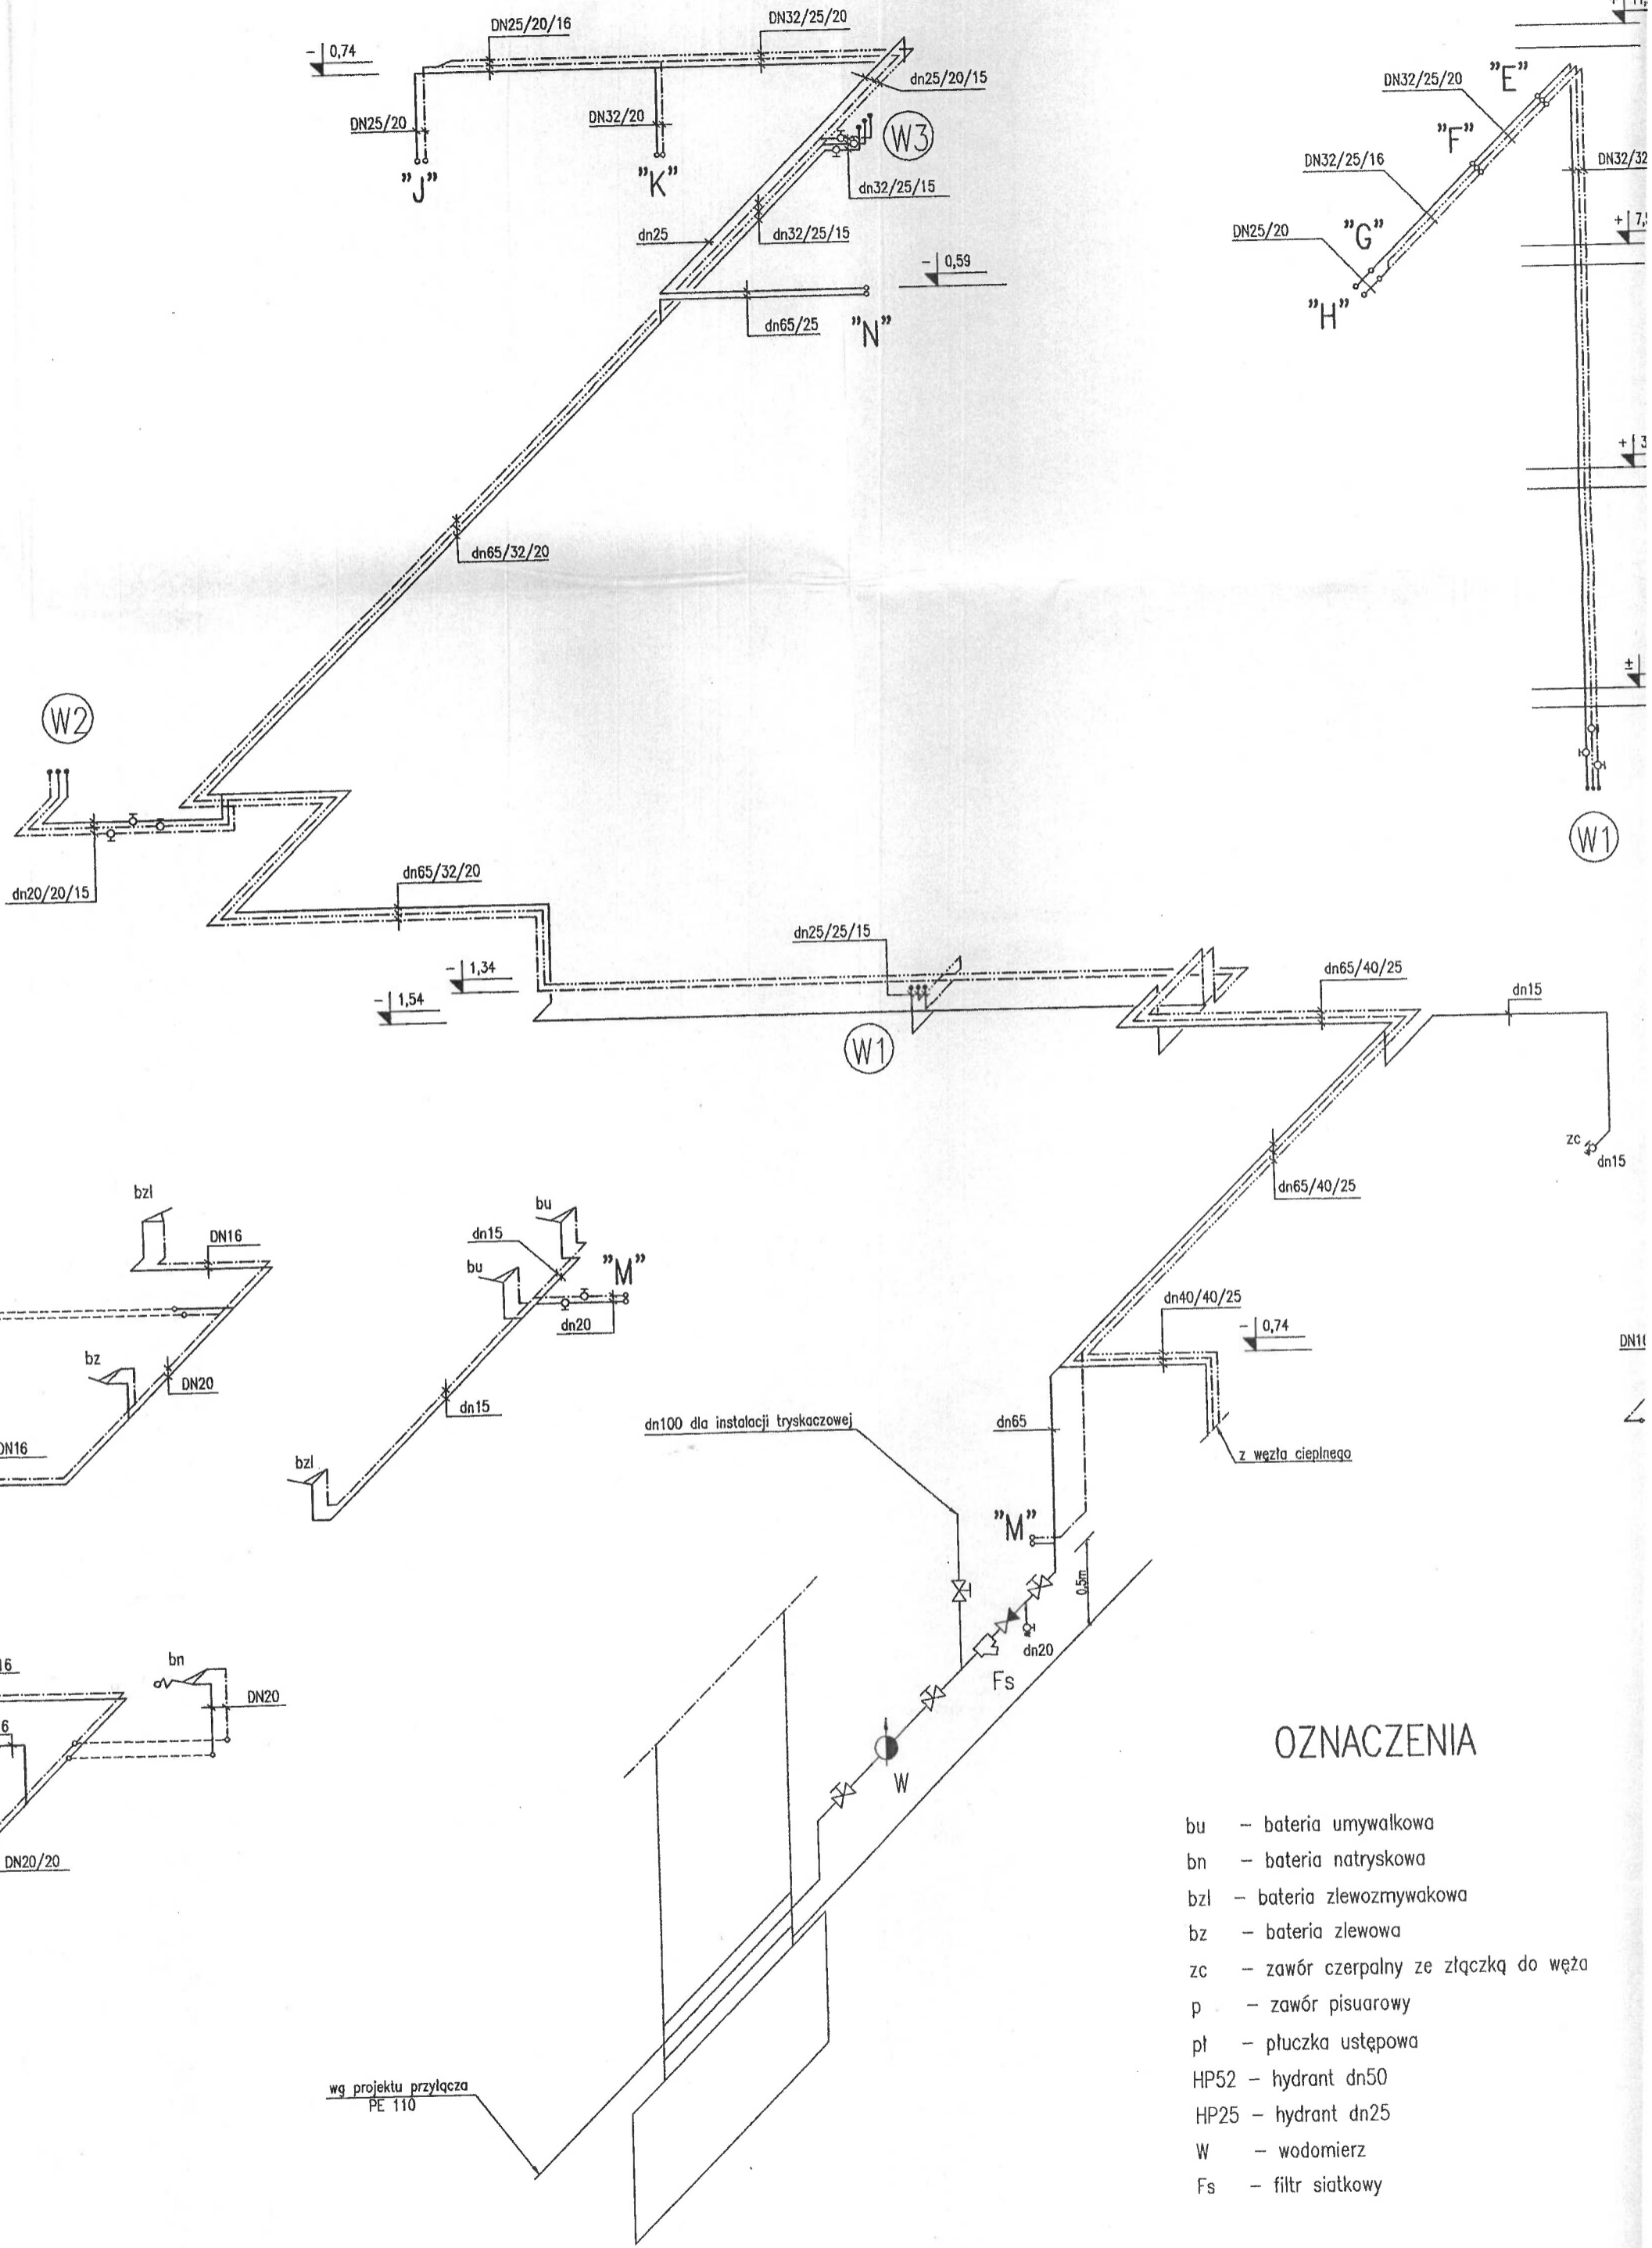 DN25/20/16
DN32/25/20
- 0,74
dn25/20/15
DN25/20
DN32/20
W3
"J"
"K"
dn32/25/15
dn25
dn32/25/15
- 0,59
dn65/25
"N"
"E"
DN32/25/20
"F"
DN32/25/16
DN32/32
"G"
DN25/20
"H"
dn65/32/20
W2
W1
dn20/20/15
dn65/32/20
dn25/25/15
- 1,34
- 1,54
W1
dn65/40/25
dn15
zc
dn15
dn65/40/25
bzl
DN16
bz
DN20
DN16
bu
dn15
bu
"M"
dn20
dn15
bzl
dn40/40/25
- 0,74
dn100 dla instalacji tryskaczowej
dn65
z węzła cieplnego
"M"
0,5m
dn20
Fs
W
bn
DN20
DN20/20
wg projektu przyłącza
PE 110
OZNACZENIA
bu – bateria umywalkowa
bn – bateria natryskowa
bzl – bateria zlewozmywakowa
bz – bateria zlewowa
zc – zawór czerpalny ze złączką do węża
p – zawór pisuarowy
pł – płuczka ustępowa
HP52 – hydrant dn50
HP25 – hydrant dn25
W – wodomierz
Fs – filtr siatkowy